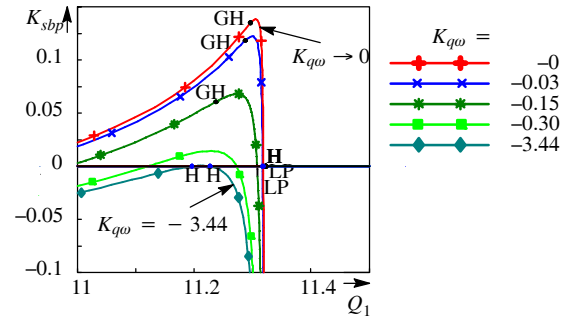 K_sbp
0.1
0.05
0
−0.05
−0.1
11
11.2
11.4
Q_1
GH
GH
GH
K_qω → 0
H H
H
LP
LP
K_qω = − 3.44
K_qω =
−0
−0.03
−0.15
−0.30
−3.44